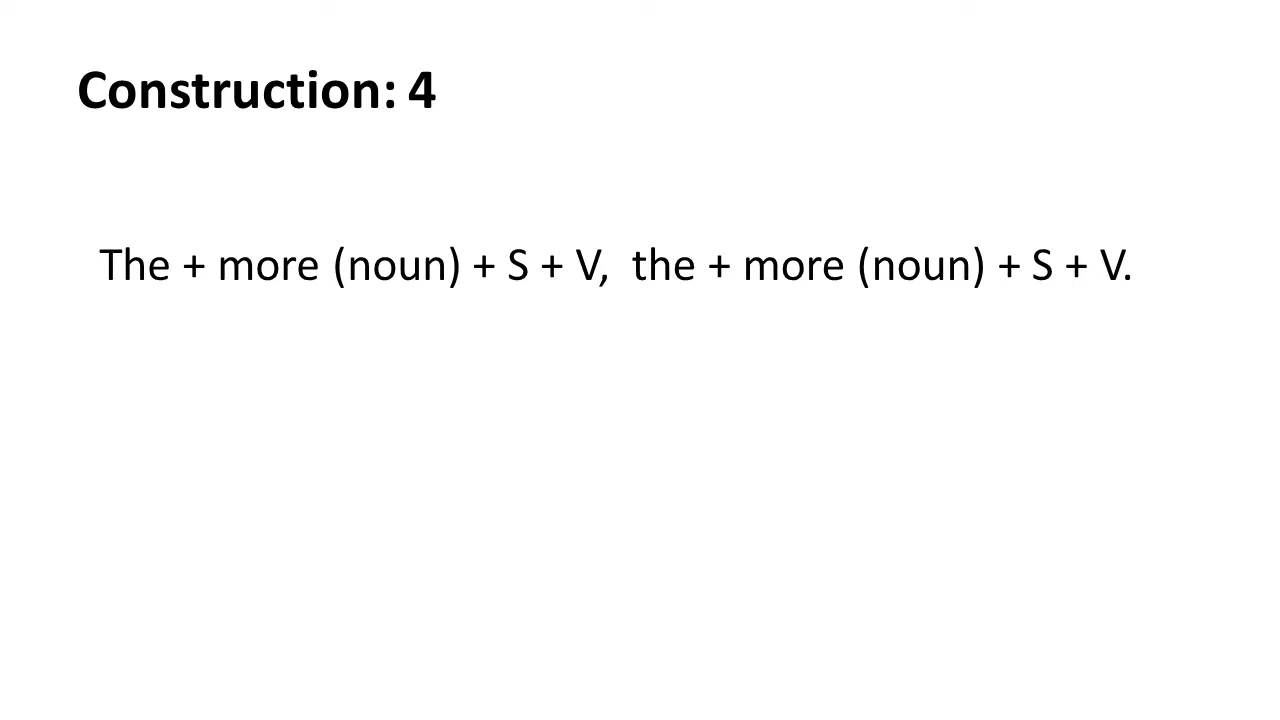 Construction: 4
The + more (noun) + S + V,  the + more (noun) + S + V.